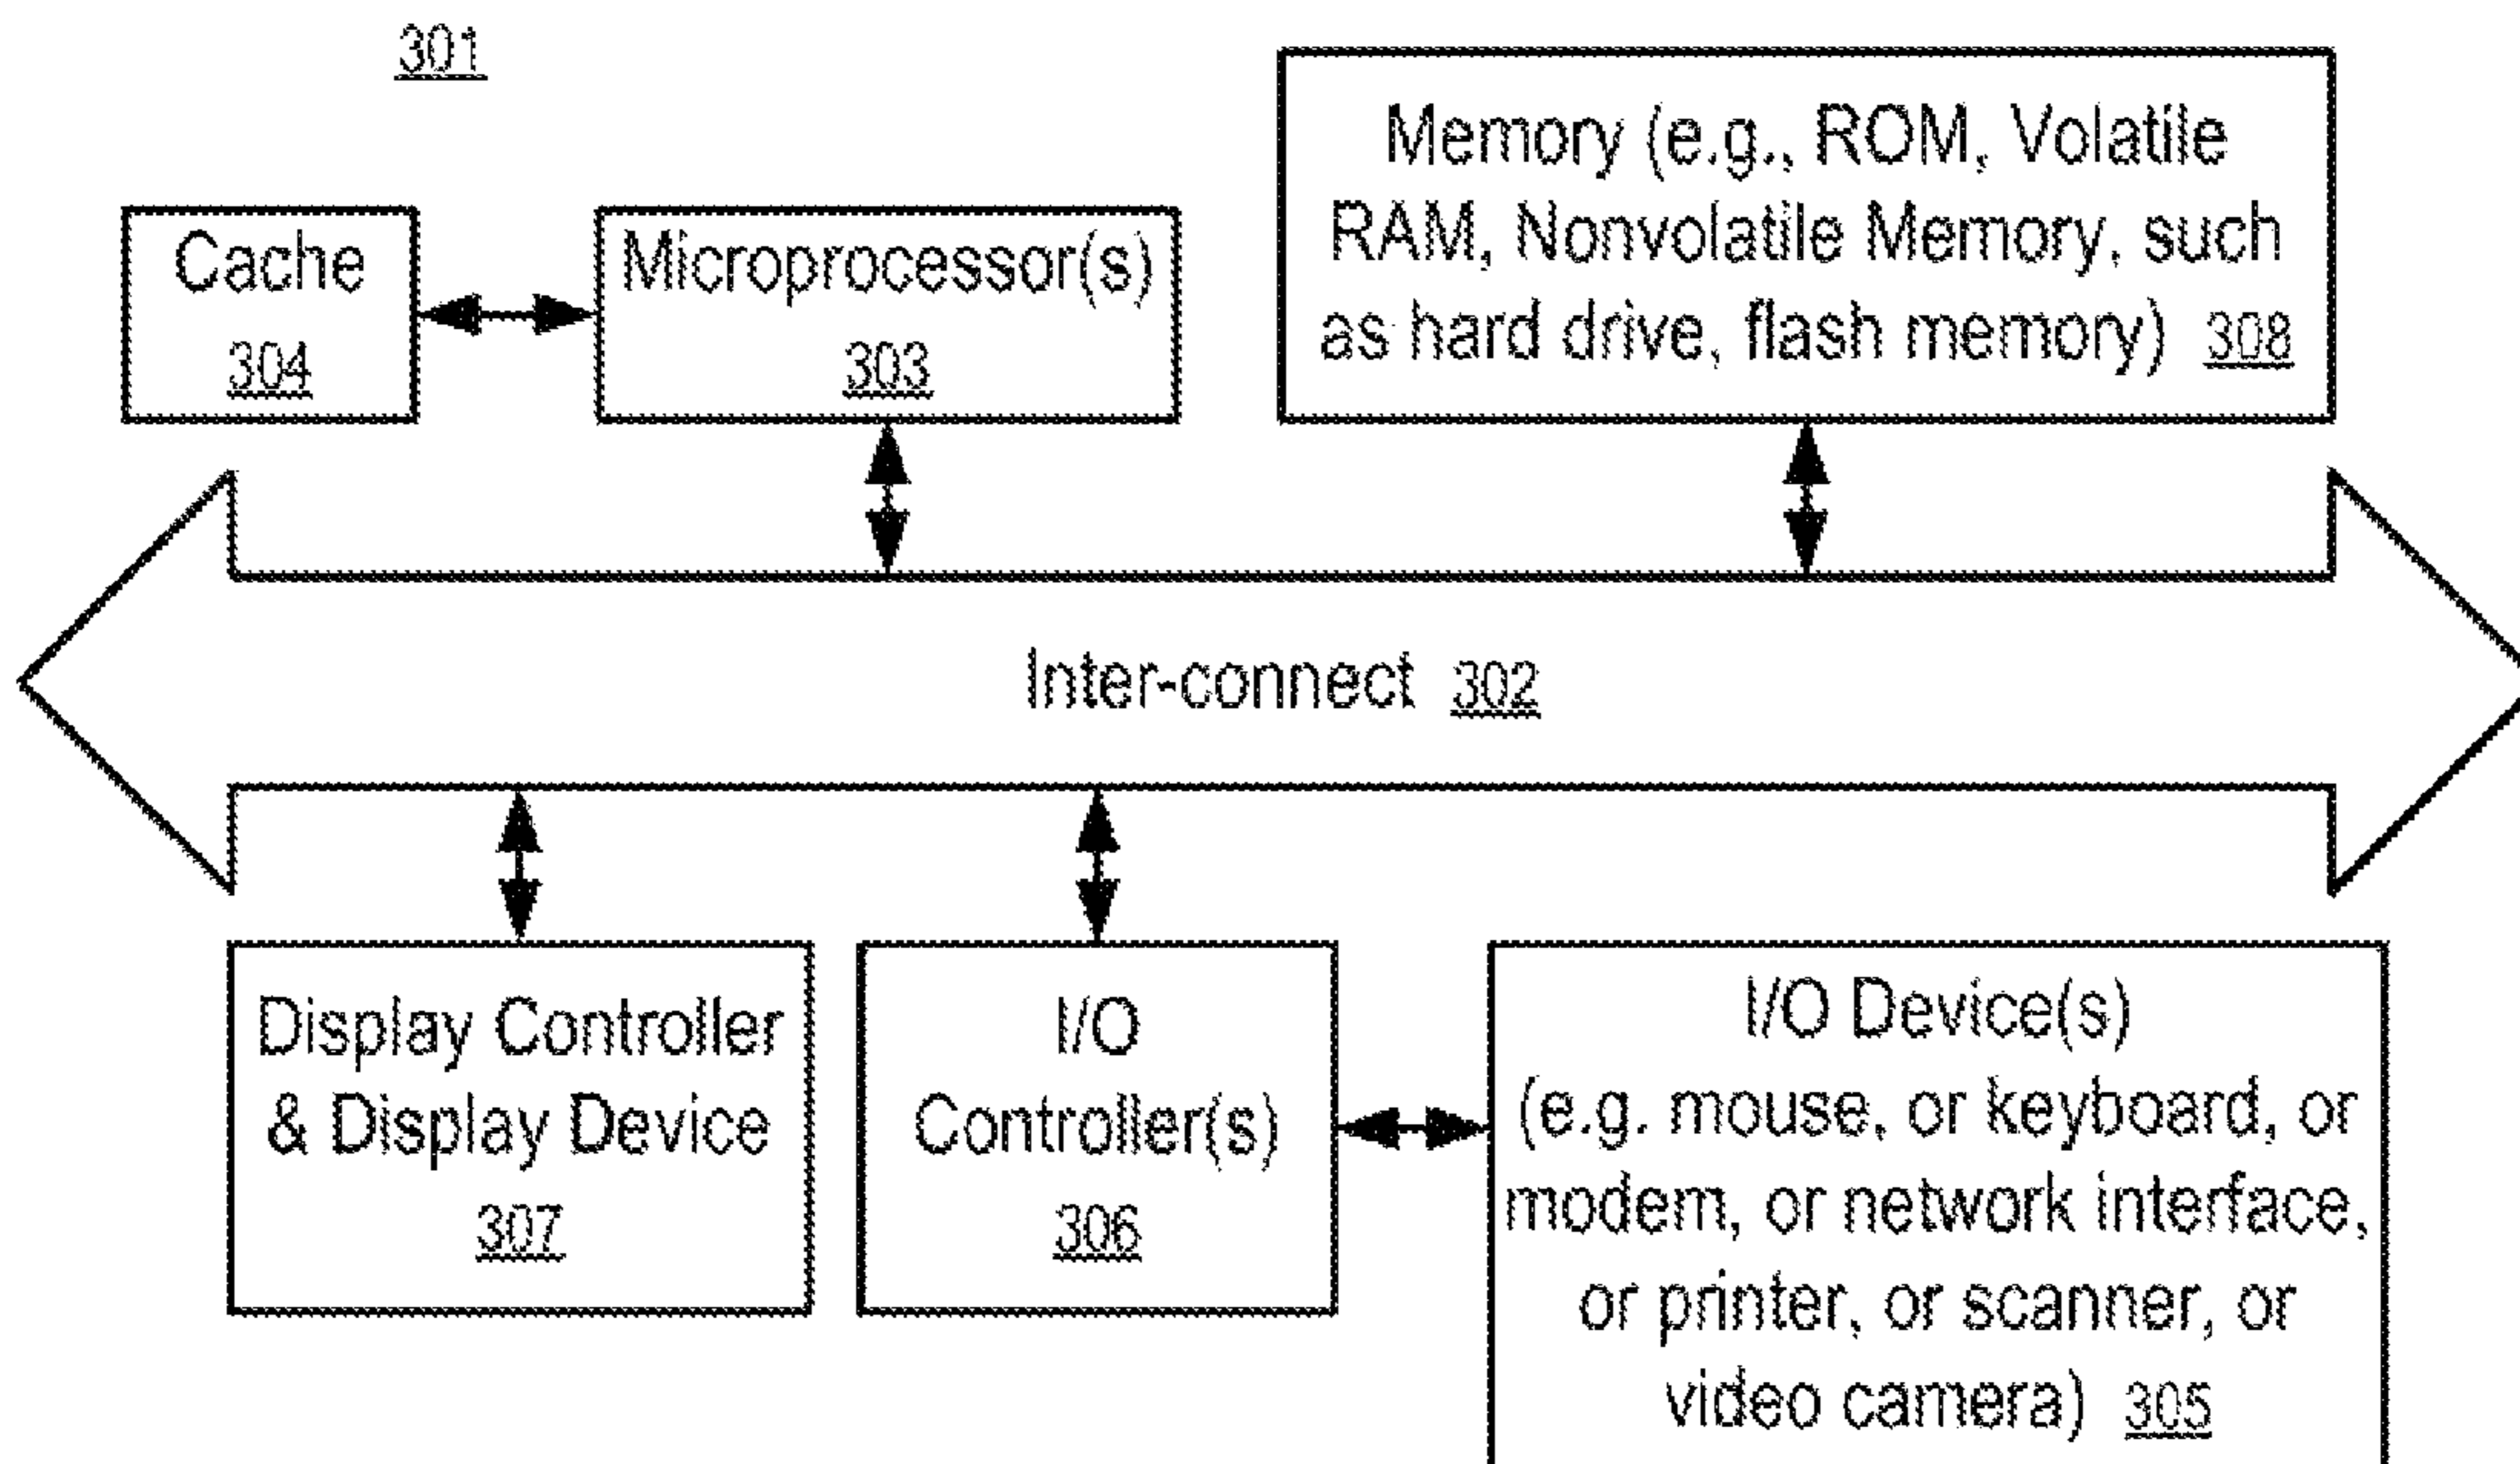 301
Memory (e.g., ROM, Volatile
RAM, Nonvolatile Memory, such
as hard drive, flash memory) 308
Cache
304
Microprocessor(s)
303
Inter-connect 302
Display Controller
& Display Device
307
I/O
Controller(s)
306
I/O Device(s)
(e.g. mouse, or keyboard, or
modem, or network interface,
or printer, or scanner, or
video camera) 305